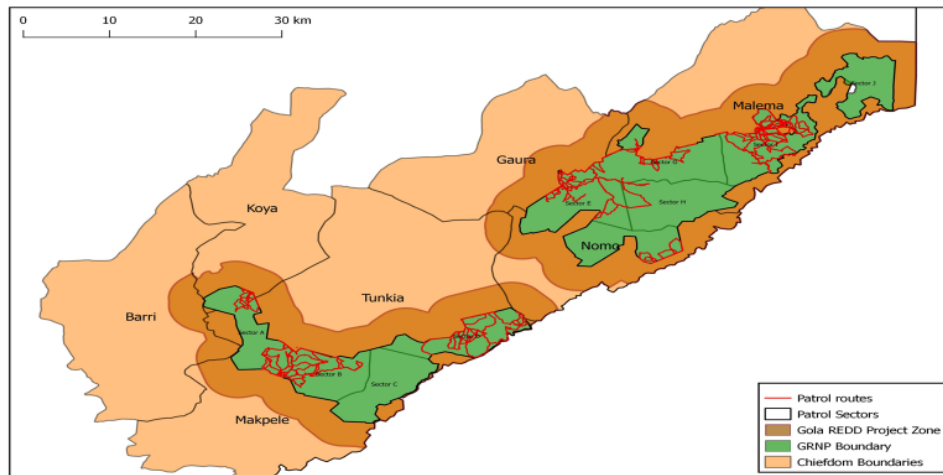 0 10 20 30 km
Sector J
Malema
Gaura
Sector G
Koya
Sector E
Sector H
Nomo
Tunkia
Barri
Sector A
Sector B
Sector C
Makpele
Patrol routes
Patrol Sectors
Gola REDD Project Zone
GRNP Boundary
Chiefdom Boundaries